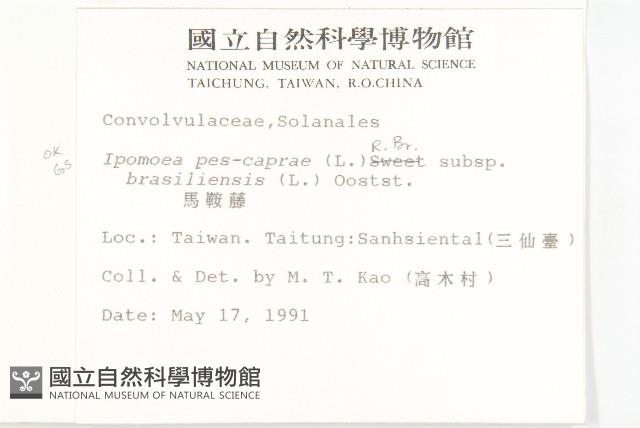 國立自然科學博物館
NATIONAL MUSEUM OF NATURAL SCIENCE
TAICHUNG, TAIWAN, R.O.CHINA
Convolvulaceae,Solanales
R. Br.
OK
GS
Ipomoea pes-caprae (L.) Sweet subsp.
brasiliensis (L.) Oostst.
馬鞍藤
Loc.: Taiwan. Taitung:Sanhsiental(三仙臺)
Coll. & Det. by M. T. Kao (高木村)
Date: May 17, 1991
國立自然科學博物館
NATIONAL MUSEUM OF NATURAL SCIENCE